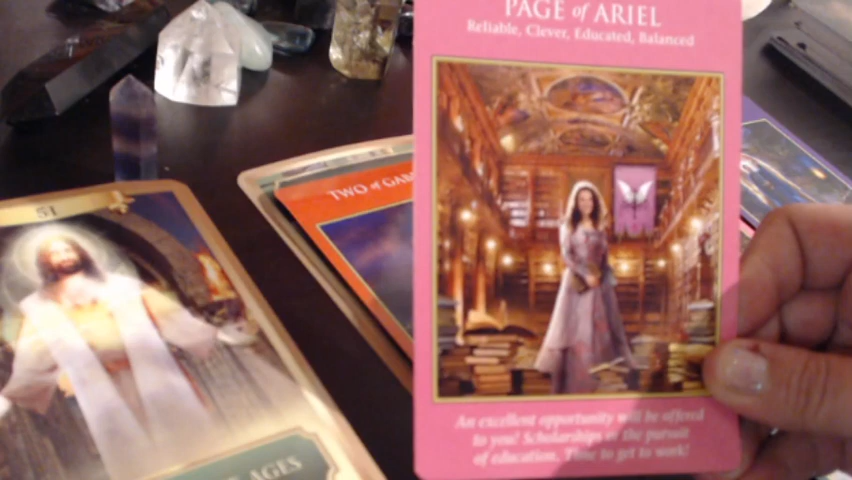 PAGE of ARIEL
Reliable, Clever, Educated, Balanced
An excellent opportunity will be offered
to you! Scholarships or the pursuit
of education. Time to get to work!
TWO of GAB
51
AGES